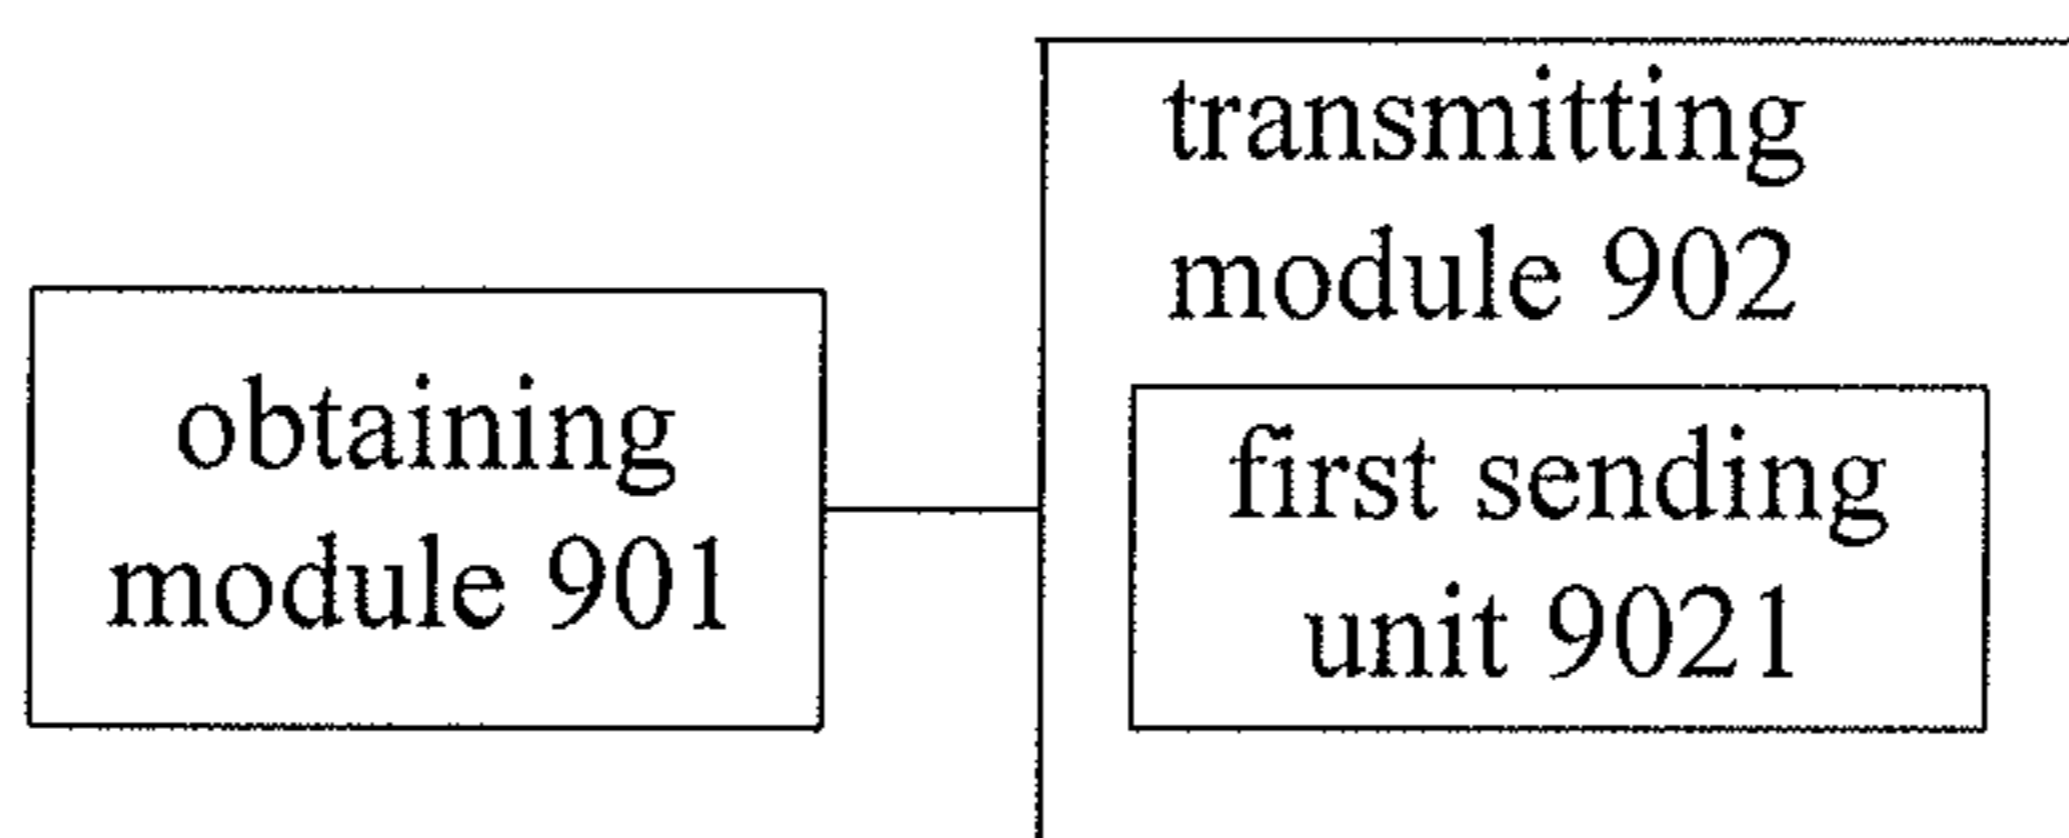 transmitting
module 902
obtaining
module 901
first sending
unit 9021